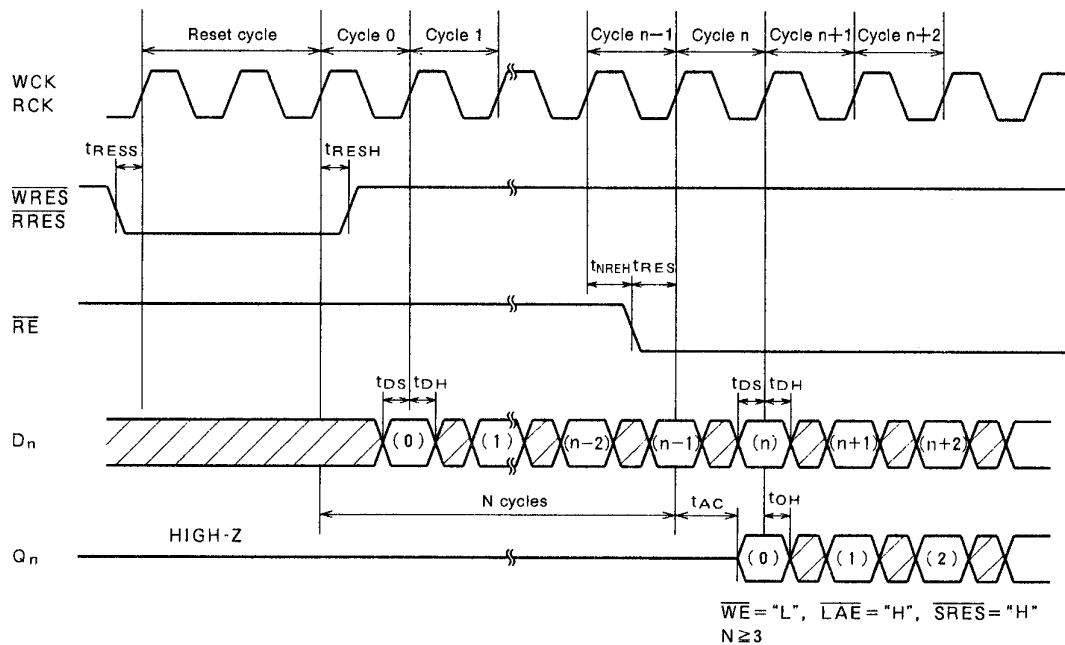 Reset cycle Cycle 0 Cycle 1 Cycle n−1 Cycle n Cycle n+1 Cycle n+2
WCK
RCK
tRESS tRESH
WRES
RRES
tNREH tRES
RE
tDS tDH tDS tDH
Dn (0) (1) (n−2) (n−1) (n) (n+1) (n+2)
N cycles tAC tOH
HIGH-Z
Qn (0) (1) (2)
WE = "L", LAE = "H", SRES = "H"
N ≥ 3